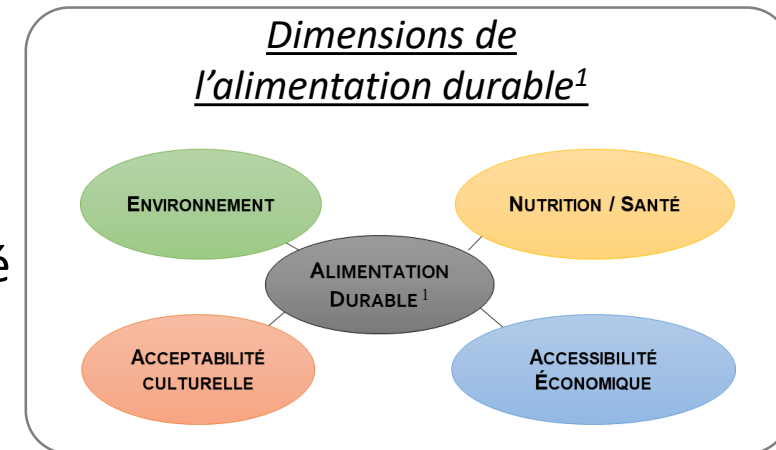 Dimensions de
l’alimentation durable¹
ENVIRONNEMENT
NUTRITION / SANTÉ
é
ALIMENTATION
DURABLE ¹
ACCEPTABILITÉ
CULTURELLE
ACCESSIBILITÉ
ÉCONOMIQUE